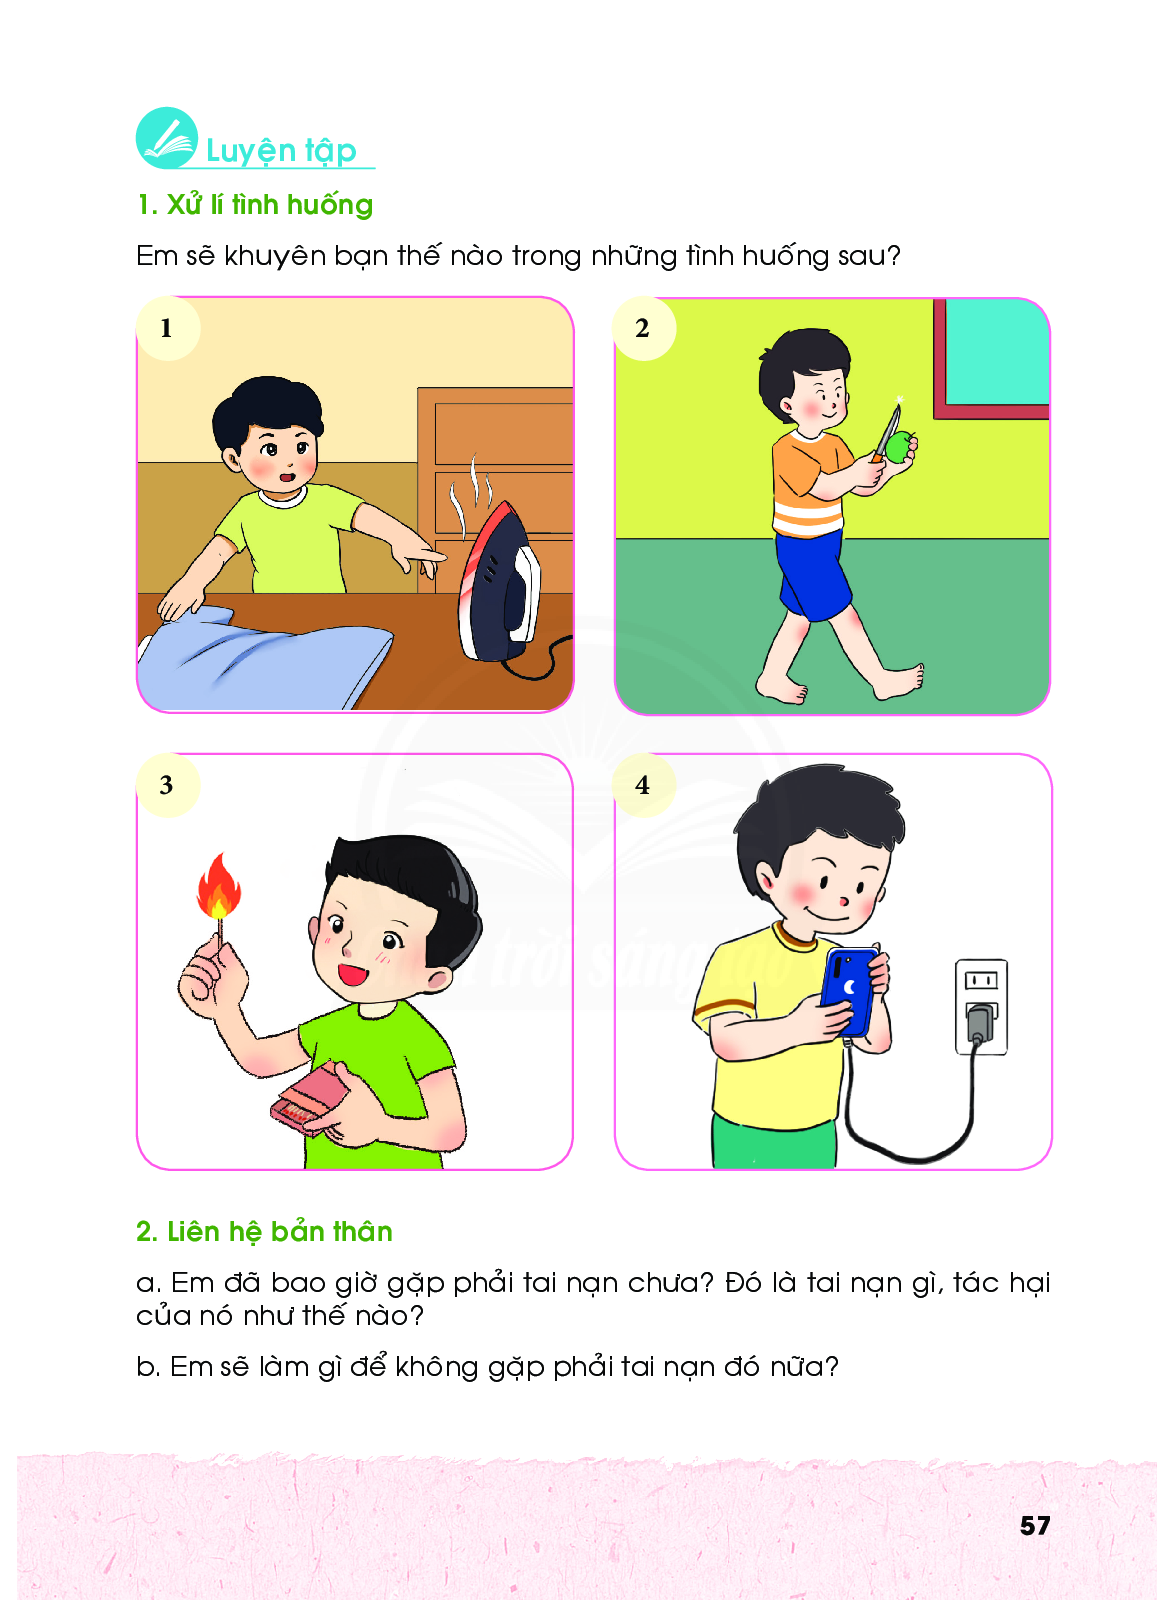 Luyện tập
1. Xử lí tình huống
Em sẽ khuyên bạn thế nào trong những tình huống sau?
1
2
3
4
trời sáng tạo
2. Liên hệ bản thân
a. Em đã bao giờ gặp phải tai nạn chưa? Đó là tai nạn gì, tác hại
của nó như thế nào?
b. Em sẽ làm gì để không gặp phải tai nạn đó nữa?
57